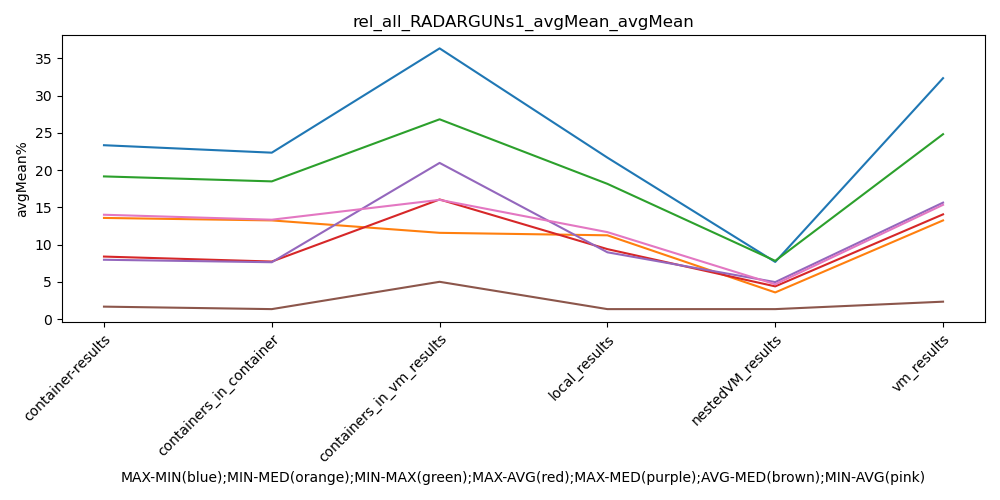 rel_all_RADARGUNs1_avgMean_avgMean
avgMean%
35
30
25
20
15
10
5
0
container-results
containers_in_container
containers_in_vm_results
local_results
nestedVM_results
vm_results
MAX-MIN(blue);MIN-MED(orange);MIN-MAX(green);MAX-AVG(red);MAX-MED(purple);AVG-MED(brown);MIN-AVG(pink)